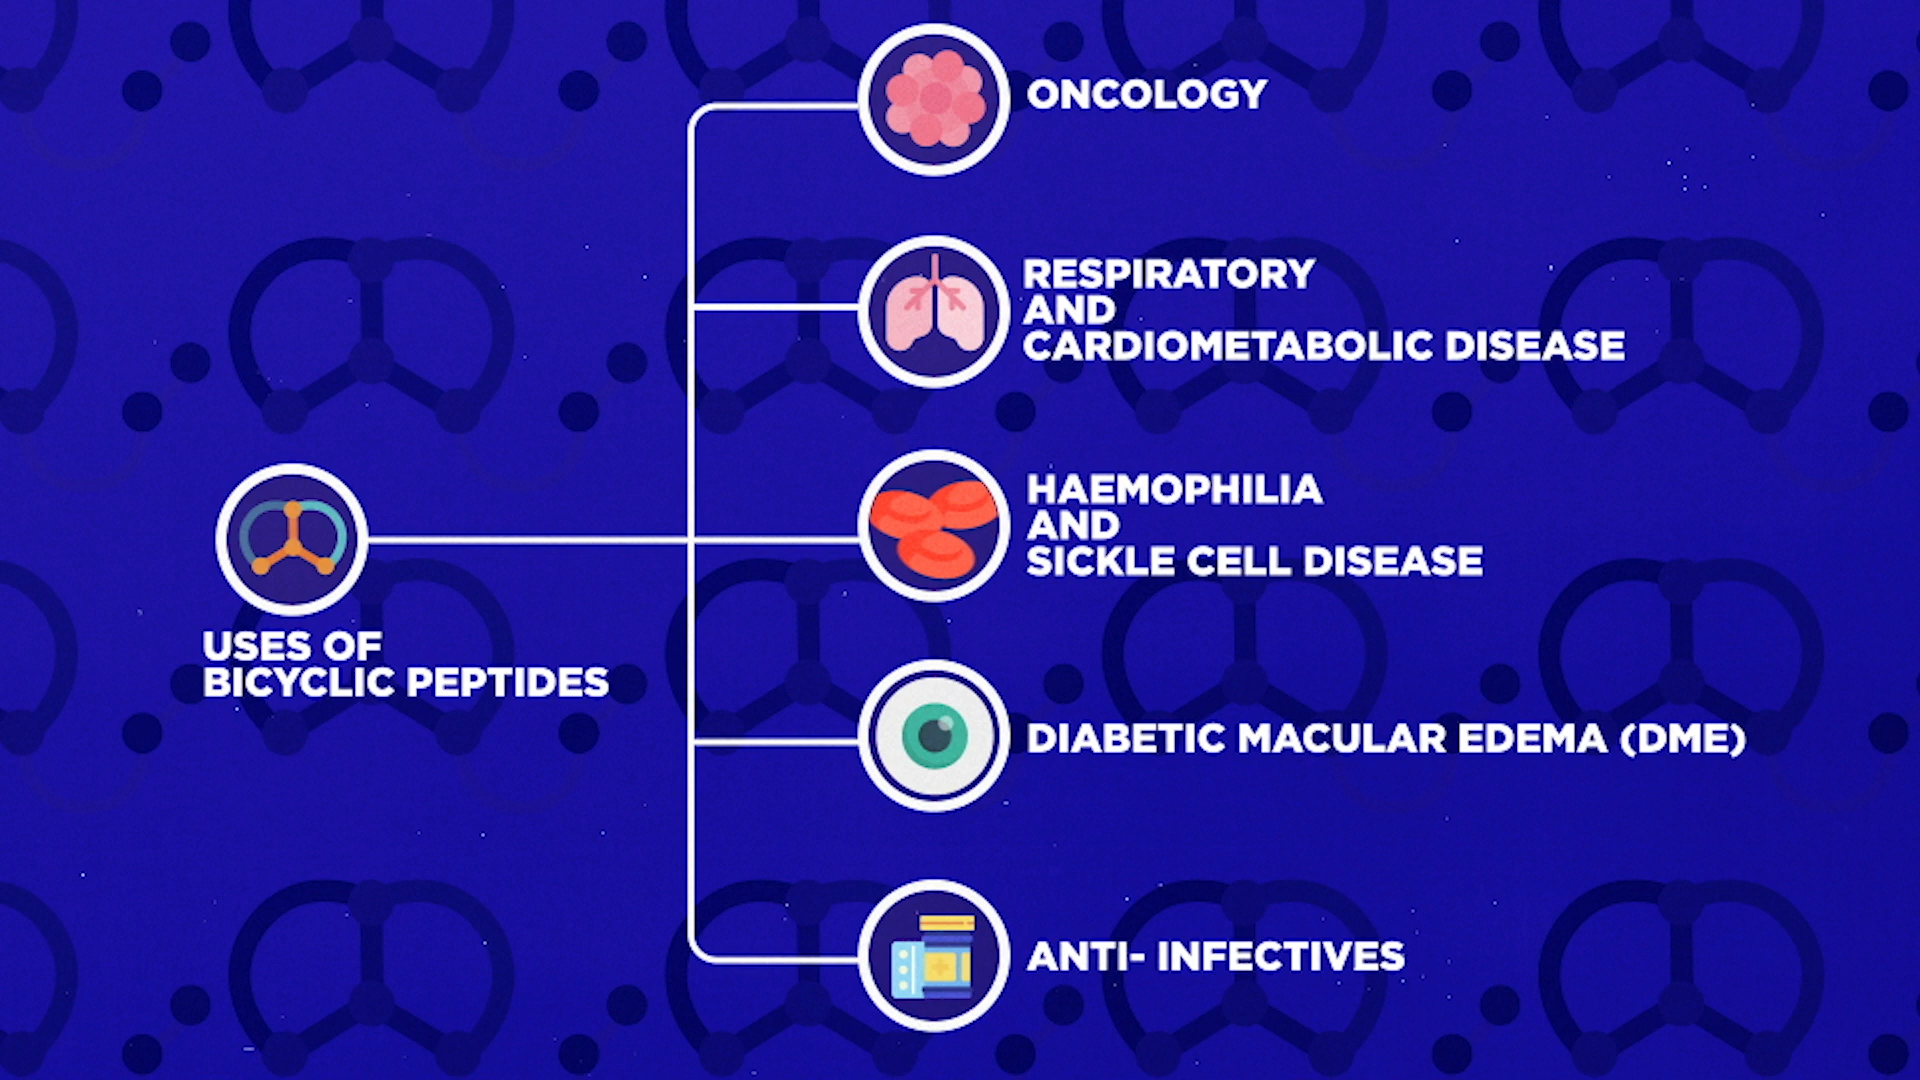 ONCOLOGY
RESPIRATORY
AND
CARDIOMETABOLIC DISEASE
HAEMOPHILIA
AND
SICKLE CELL DISEASE
USES OF
BICYCLIC PEPTIDES
DIABETIC MACULAR EDEMA (DME)
ANTI- INFECTIVES